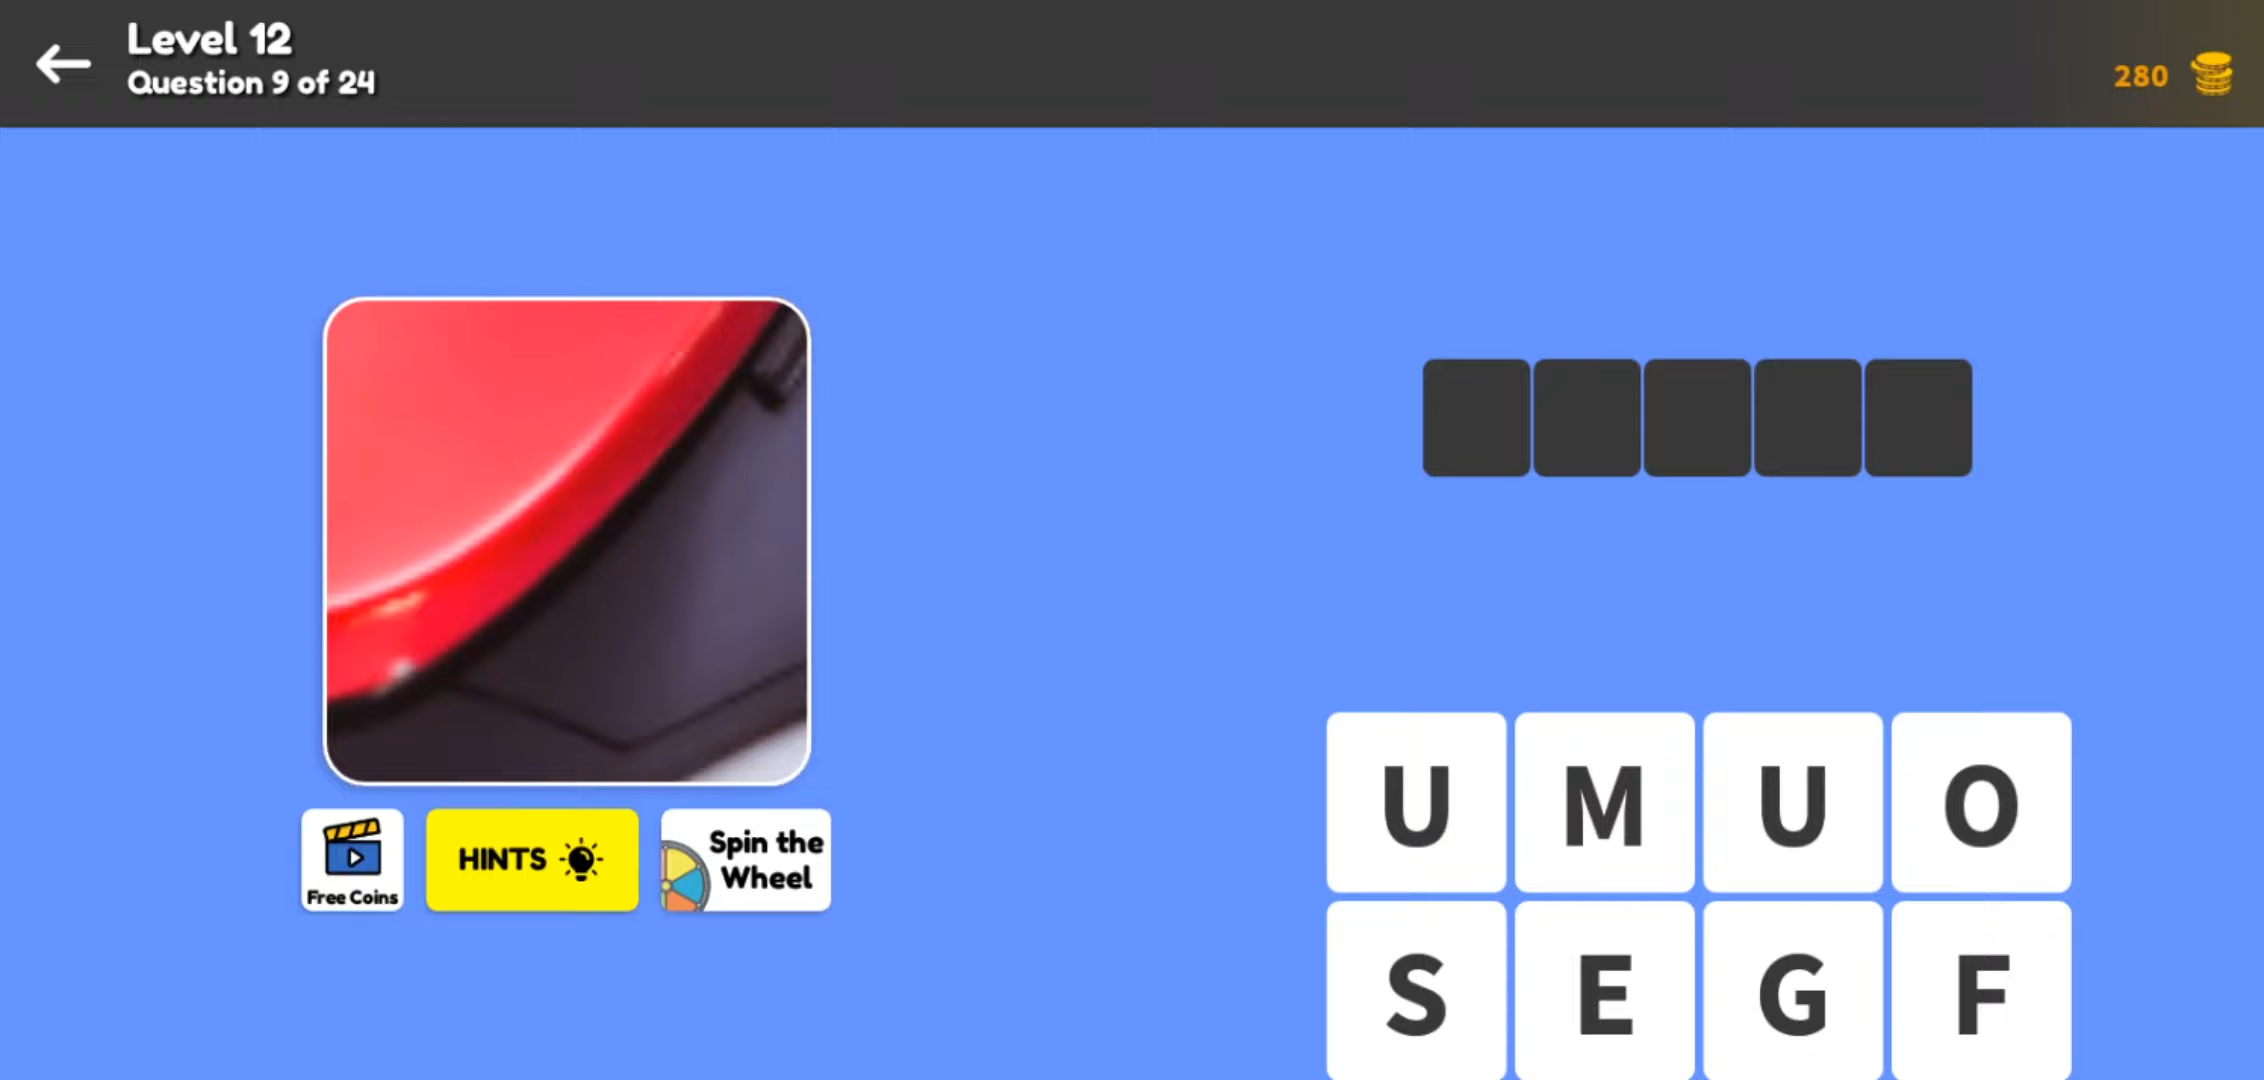 Level 12
Question 9 of 24
280
Free Coins
HINTS
Spin the
Wheel
U M U O
S E G F